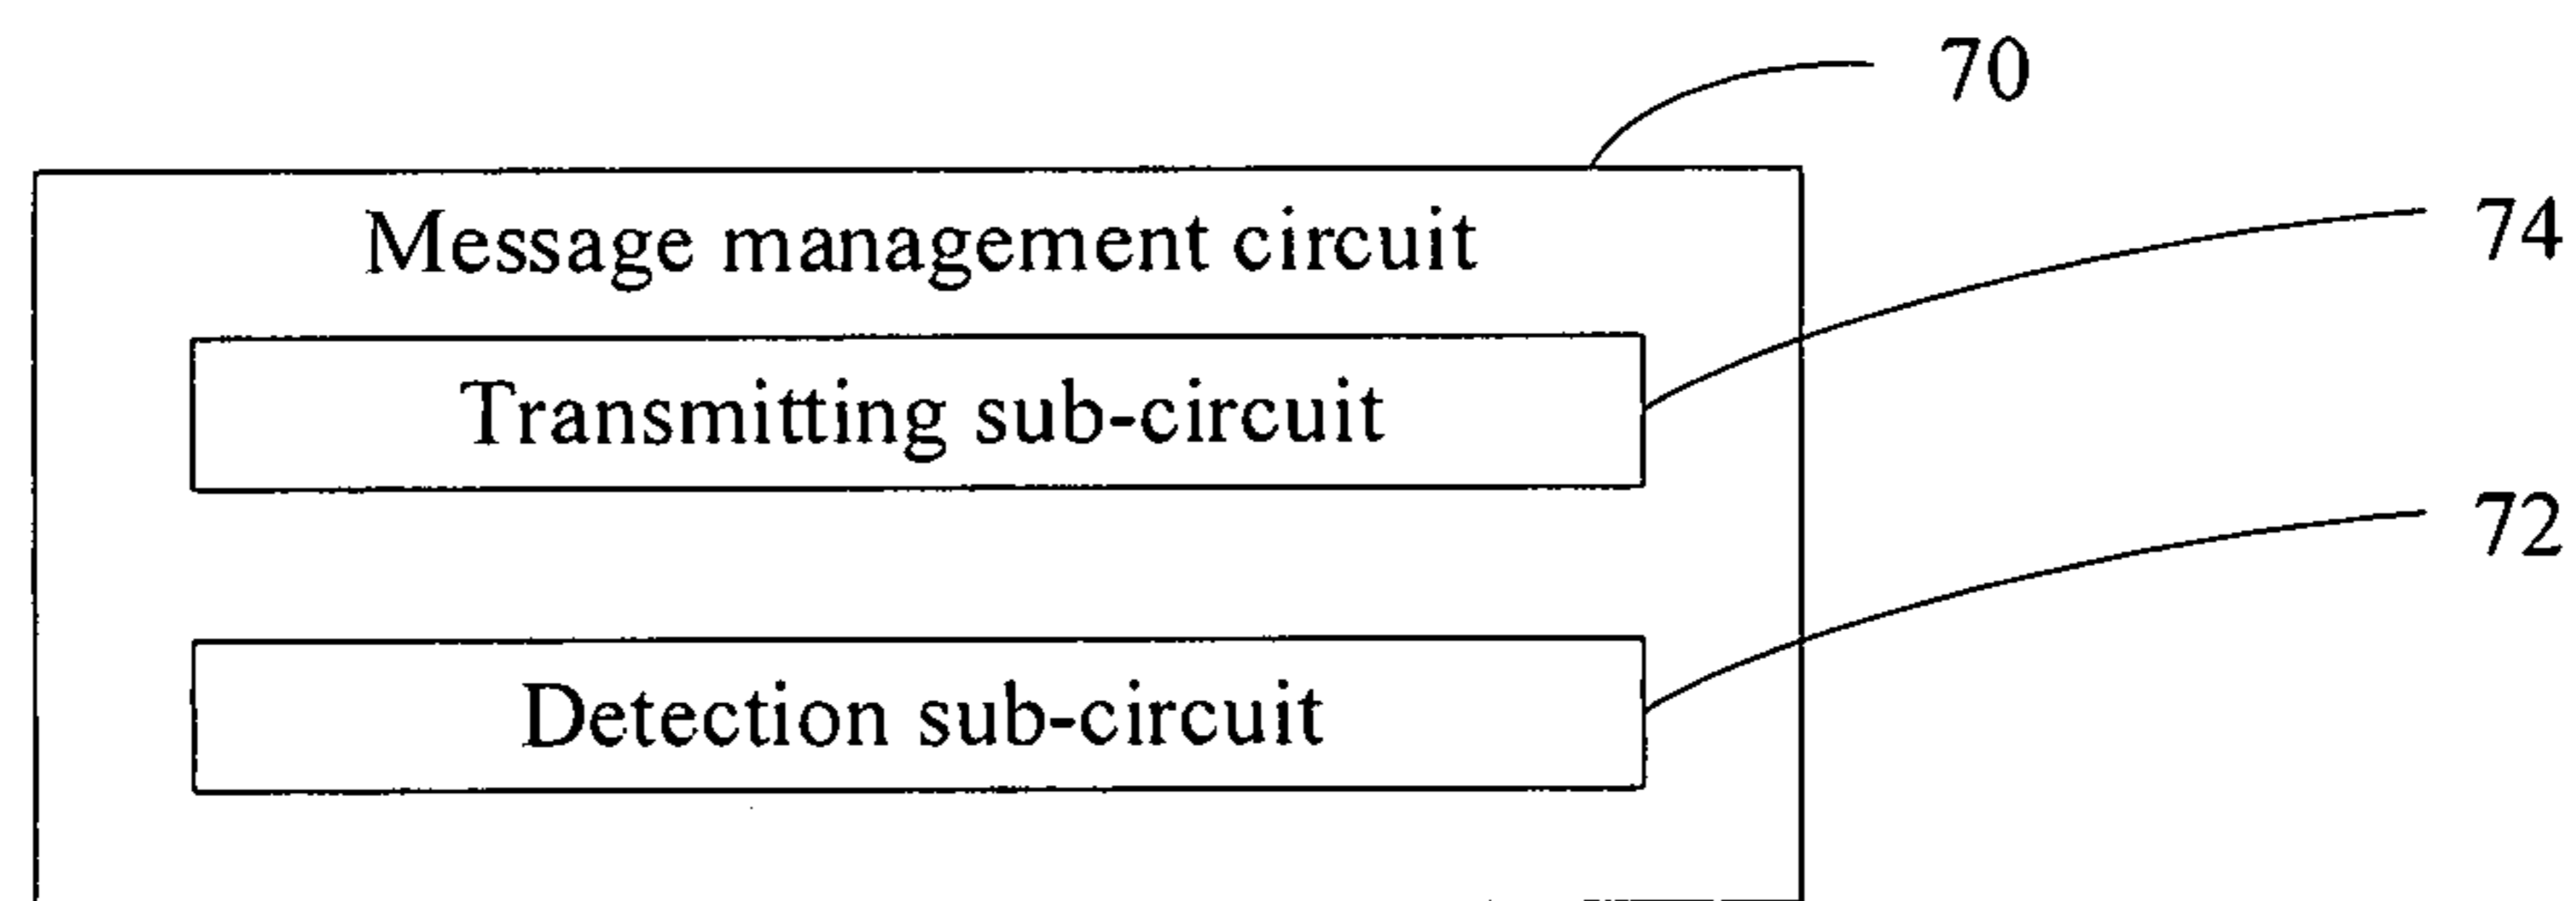 70
Message management circuit
74
Transmitting sub-circuit
72
Detection sub-circuit